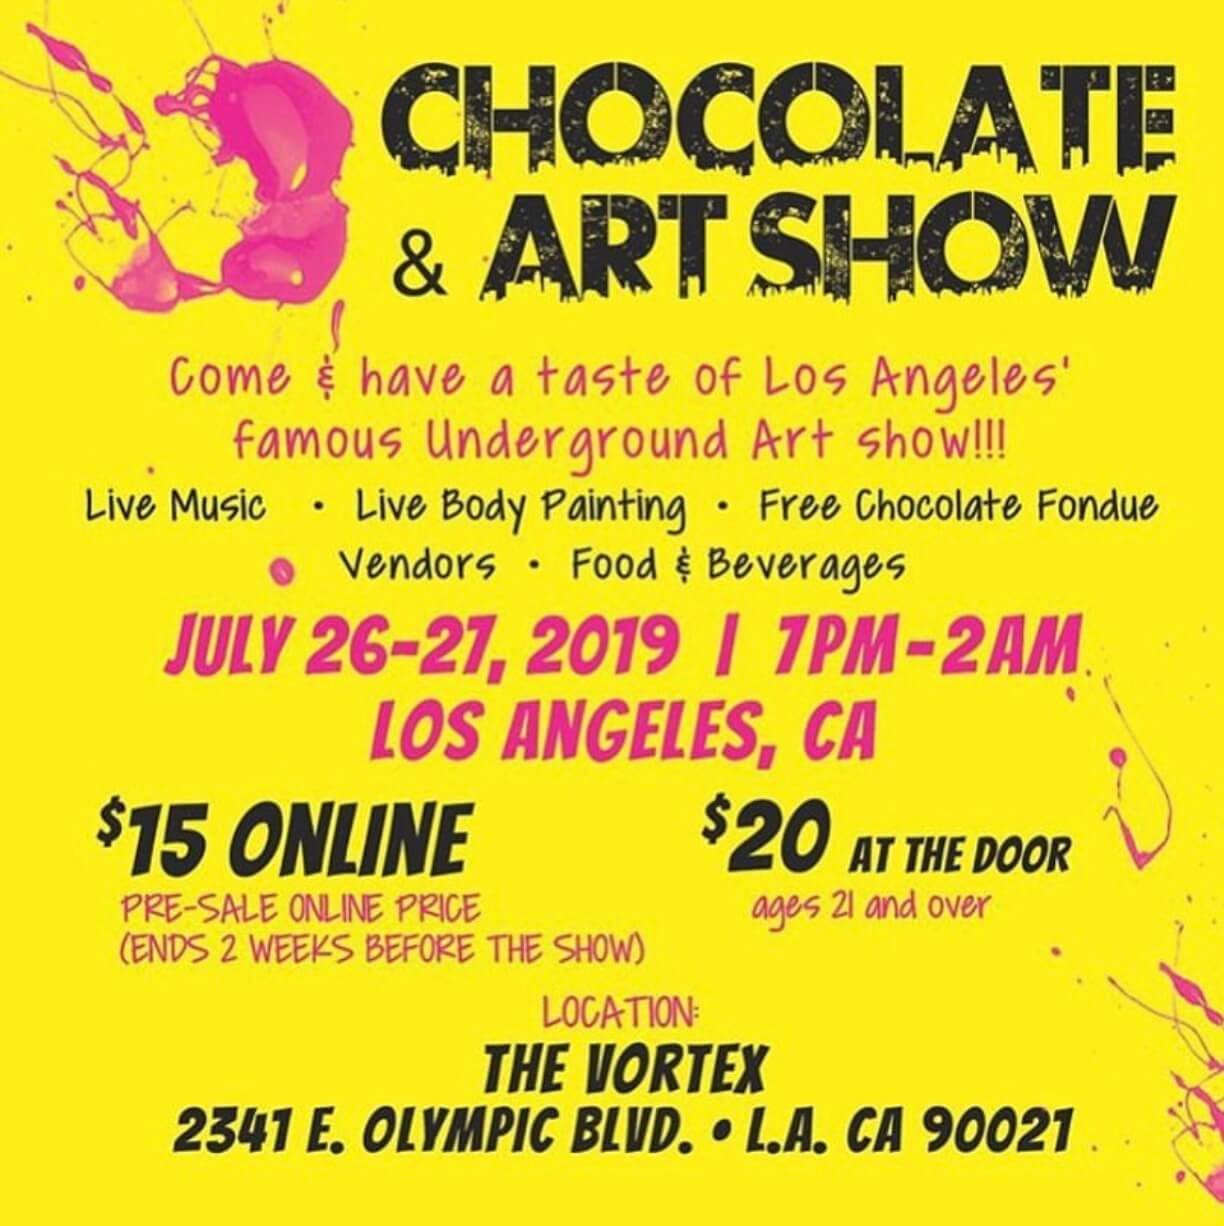 CHOCOLATE
& ART SHOW
Come & have a taste of Los Angeles'
famous Underground Art show!!!
Live Music • Live Body Painting • Free Chocolate Fondue
Vendors • Food & Beverages
JULY 26-27, 2019 | 7PM-2AM
LOS ANGELES, CA
$15 ONLINE
PRE-SALE ONLINE PRICE
(ENDS 2 WEEKS BEFORE THE SHOW)
$20 AT THE DOOR
ages 21 and over
LOCATION:
THE VORTEX
2341 E. OLYMPIC BLVD. • L.A. CA 90021